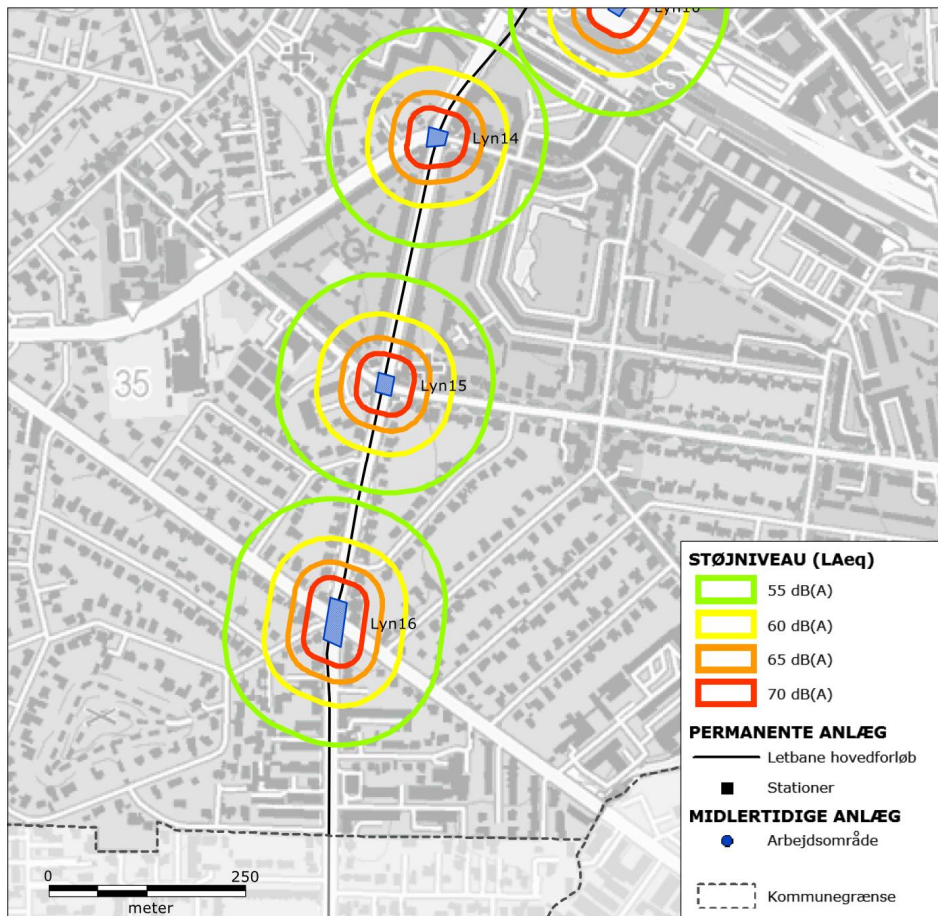 Lyn14
Lyn15
35
Lyn16
STØJNIVEAU (LAeq)
55 dB(A)
60 dB(A)
65 dB(A)
70 dB(A)
PERMANENTE ANLÆG
Letbane hovedforløb
Stationer
MIDLERTIDIGE ANLÆG
Arbejdsområde
Kommunegrænse
0 250
meter